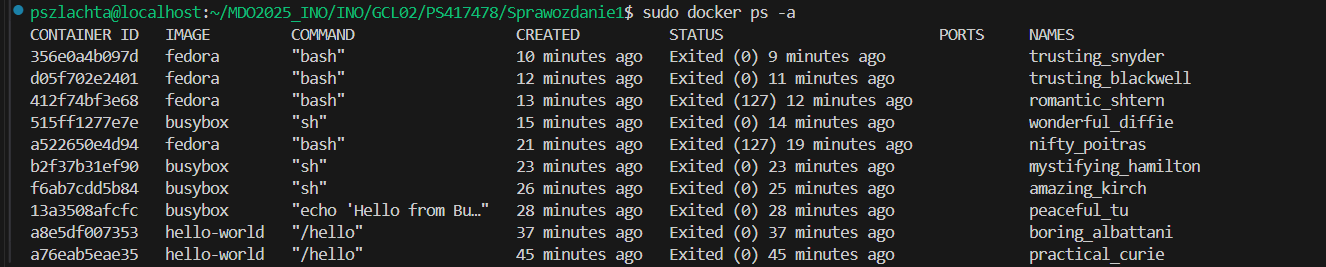 pszlachta@localhost:~/MDO2025_INO/INO/GCL02/PS417478/Sprawozdanie1$ sudo docker ps -a
CONTAINER ID   IMAGE         COMMAND                  CREATED          STATUS                        PORTS     NAMES
356e0a4b097d   fedora        "bash"                   10 minutes ago   Exited (0) 9 minutes ago                trusting_snyder
d05f702e2401   fedora        "bash"                   12 minutes ago   Exited (0) 11 minutes ago               trusting_blackwell
412f74bf3e68   fedora        "bash"                   13 minutes ago   Exited (127) 12 minutes ago             romantic_shtern
515ff1277e7e   busybox       "sh"                     15 minutes ago   Exited (0) 14 minutes ago               wonderful_diffie
a522650e4d94   fedora        "bash"                   21 minutes ago   Exited (127) 19 minutes ago             nifty_poitras
b2f37b31ef90   busybox       "sh"                     23 minutes ago   Exited (0) 23 minutes ago               mystifying_hamilton
f6ab7cdd5b84   busybox       "sh"                     26 minutes ago   Exited (0) 25 minutes ago               amazing_kirch
13a3508afcfc   busybox       "echo 'Hello from Bu…"   28 minutes ago   Exited (0) 28 minutes ago               peaceful_tu
a8e5df007353   hello-world   "/hello"                 37 minutes ago   Exited (0) 37 minutes ago               boring_albattani
a76eab5eae35   hello-world   "/hello"                 45 minutes ago   Exited (0) 45 minutes ago               practical_curie